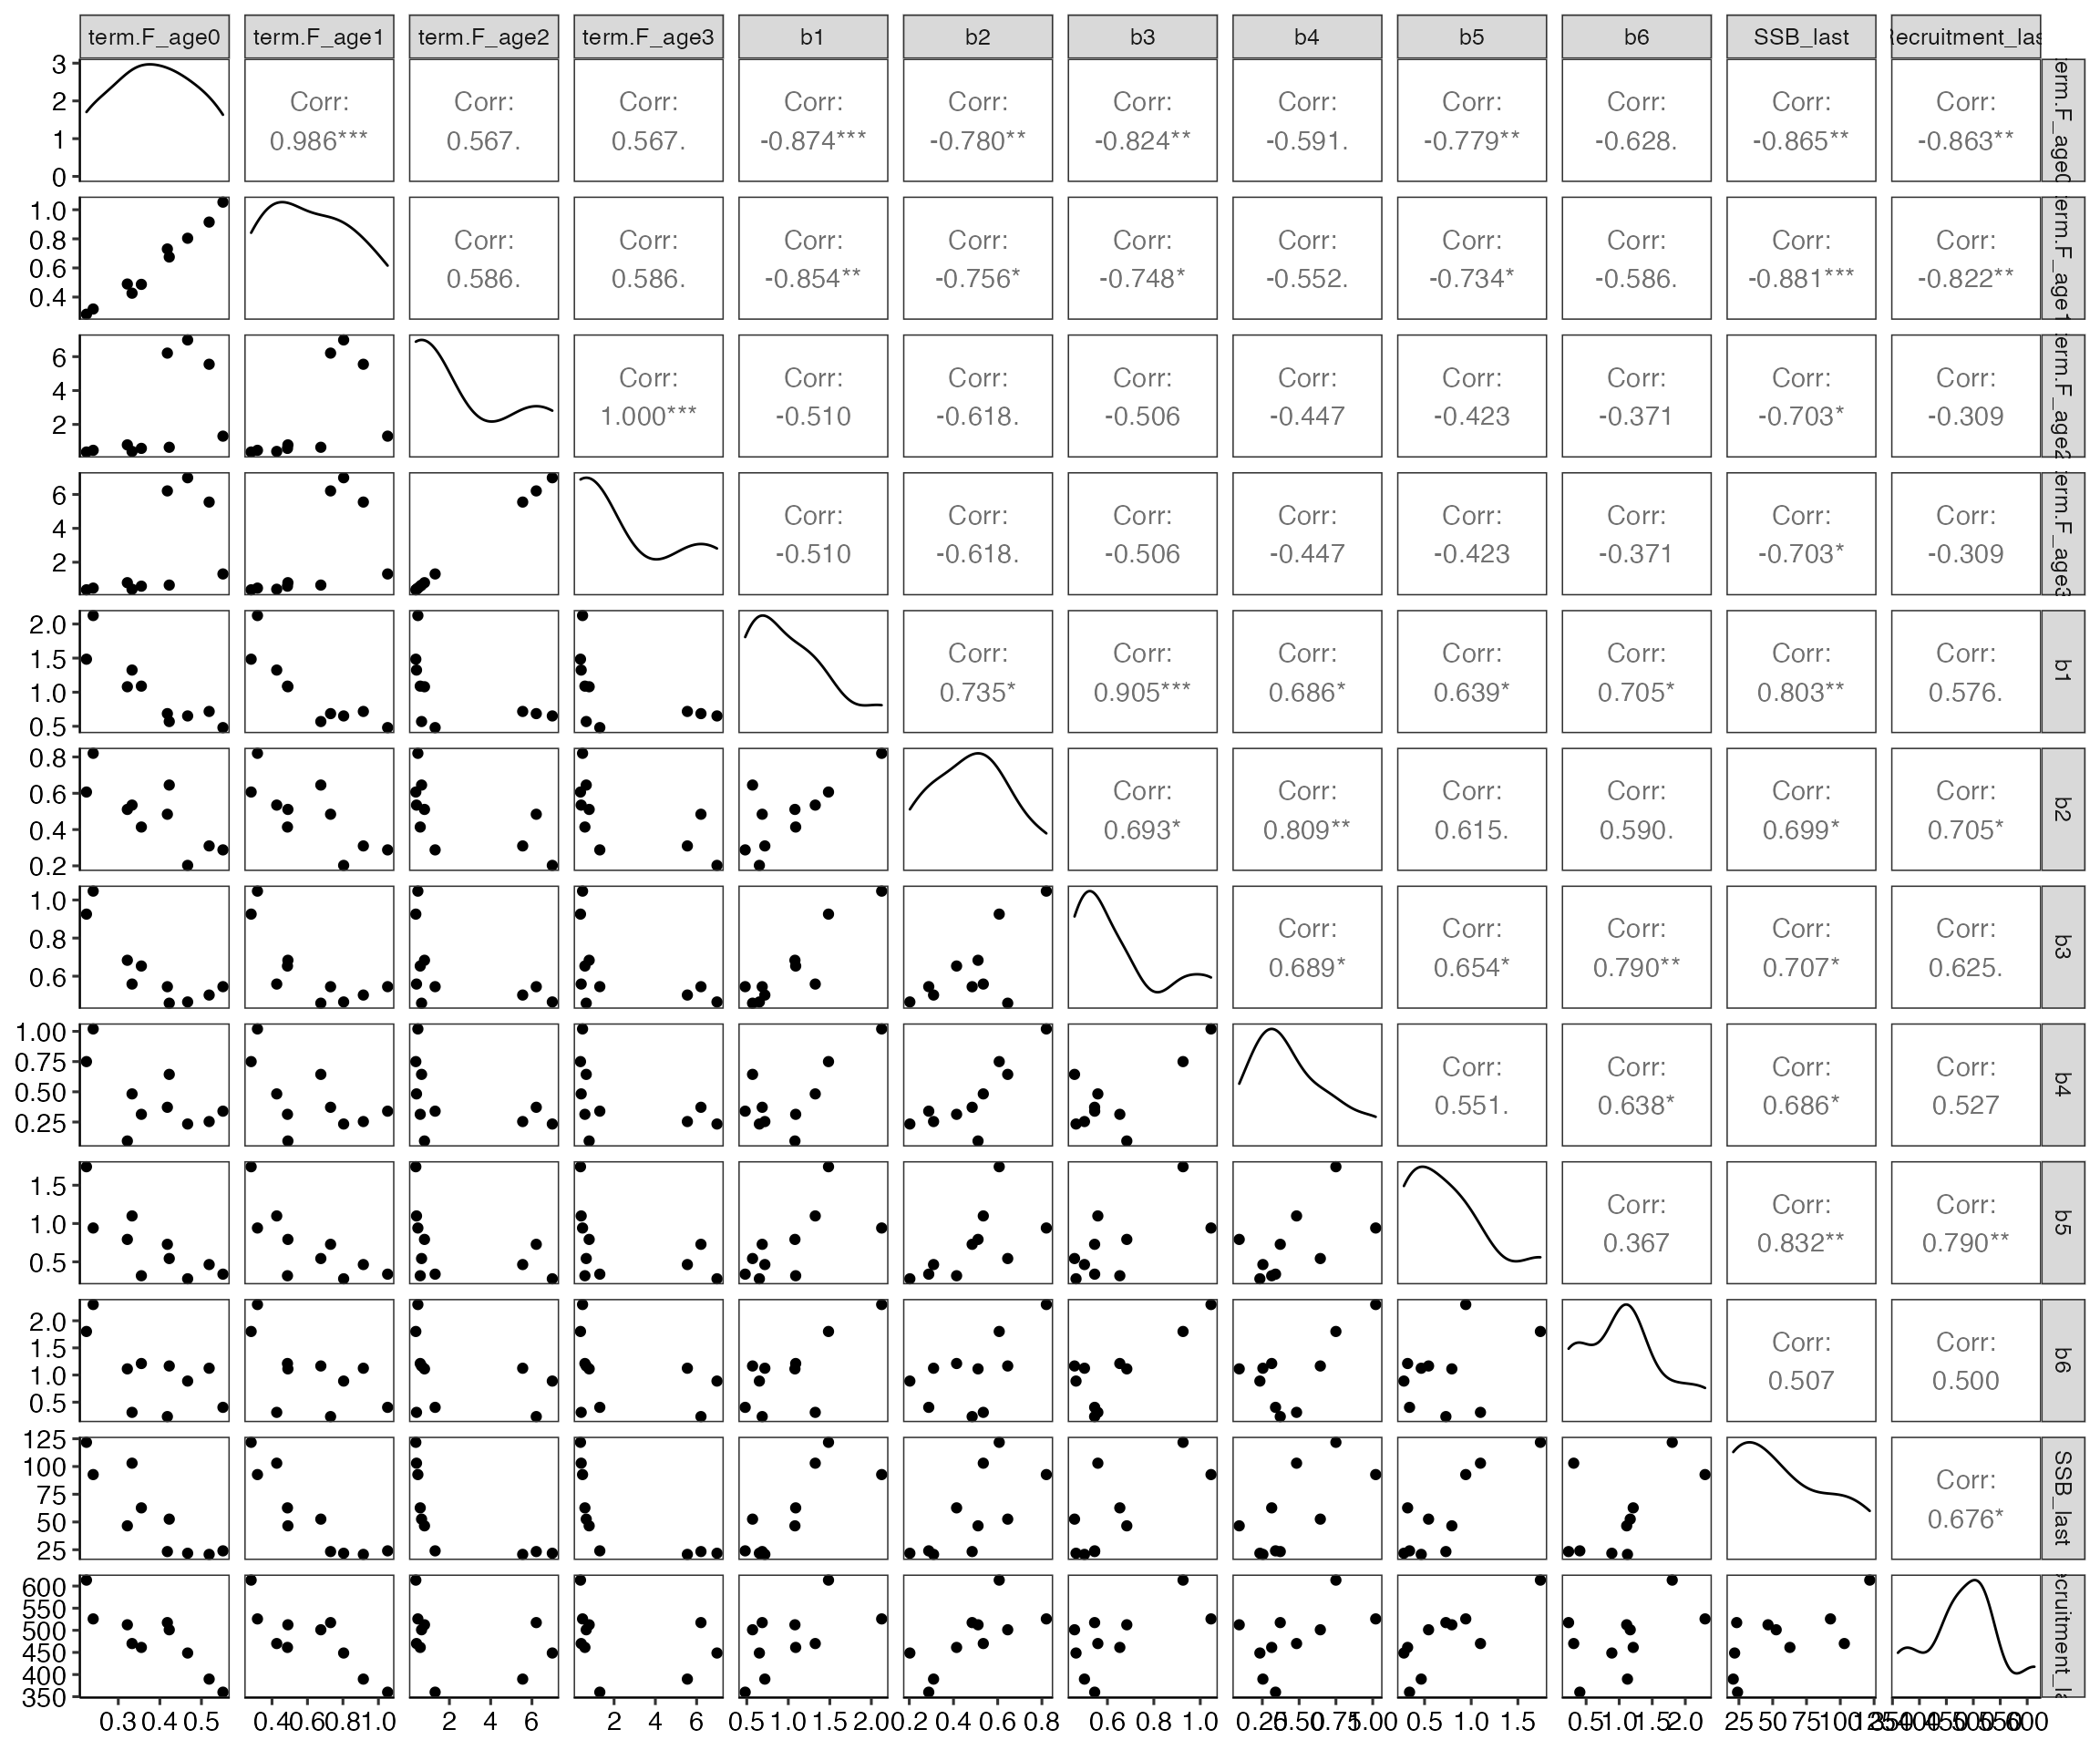 term.F_age0 term.F_age1 term.F_age2 term.F_age3 b1 b2 b3 b4 b5 b6 SSB_last ecruitment_las
3
2
1
0
Corr: Corr: Corr: Corr: Corr: Corr: Corr: Corr: Corr: Corr: Corr:
0.986*** 0.567. 0.567. -0.874*** -0.780** -0.824** -0.591. -0.779** -0.628. -0.865** -0.863**
term.F_age0
1.0
0.8
0.6
0.4
Corr: Corr: Corr: Corr: Corr: Corr: Corr: Corr: Corr: Corr:
0.586. 0.586. -0.854** -0.756* -0.748* -0.552. -0.734* -0.586. -0.881*** -0.822**
term.F_age1
6
4
2
Corr: Corr: Corr: Corr: Corr: Corr: Corr: Corr: Corr:
1.000*** -0.510 -0.618. -0.506 -0.447 -0.423 -0.371 -0.703* -0.309
term.F_age2
6
4
2
Corr: Corr: Corr: Corr: Corr: Corr: Corr: Corr:
-0.510 -0.618. -0.506 -0.447 -0.423 -0.371 -0.703* -0.309
term.F_age3
2.0
1.5
1.0
0.5
Corr: Corr: Corr: Corr: Corr: Corr: Corr:
0.735* 0.905*** 0.686* 0.639* 0.705* 0.803** 0.576.
b1
0.8
0.6
0.4
0.2
Corr: Corr: Corr: Corr: Corr: Corr:
0.693* 0.809** 0.615. 0.590. 0.699* 0.705*
b2
1.0
0.8
0.6
Corr: Corr: Corr: Corr: Corr:
0.689* 0.654* 0.790** 0.707* 0.625.
b3
1.00
0.75
0.50
0.25
Corr: Corr: Corr: Corr:
0.551. 0.638* 0.686* 0.527
b4
1.5
1.0
0.5
Corr: Corr: Corr:
0.367 0.832** 0.790**
b5
2.0
1.5
1.0
0.5
Corr: Corr:
0.507 0.500
b6
125
100
75
50
25
Corr:
0.676*
SSB_last
600
550
500
450
400
350
ecruitment_la
0.3 0.4 0.5 0.4 0.6 0.8 1.0 2 4 6 2 4 6 0.5 1.0 1.5 2.0 0.2 0.4 0.6 0.8 0.6 0.8 1.0 0.25 0.50 0.75 1.00 0.5 1.0 1.5 0.5 1.0 1.5 2.0 25 50 75 100 125 350 400 450 500 550 600